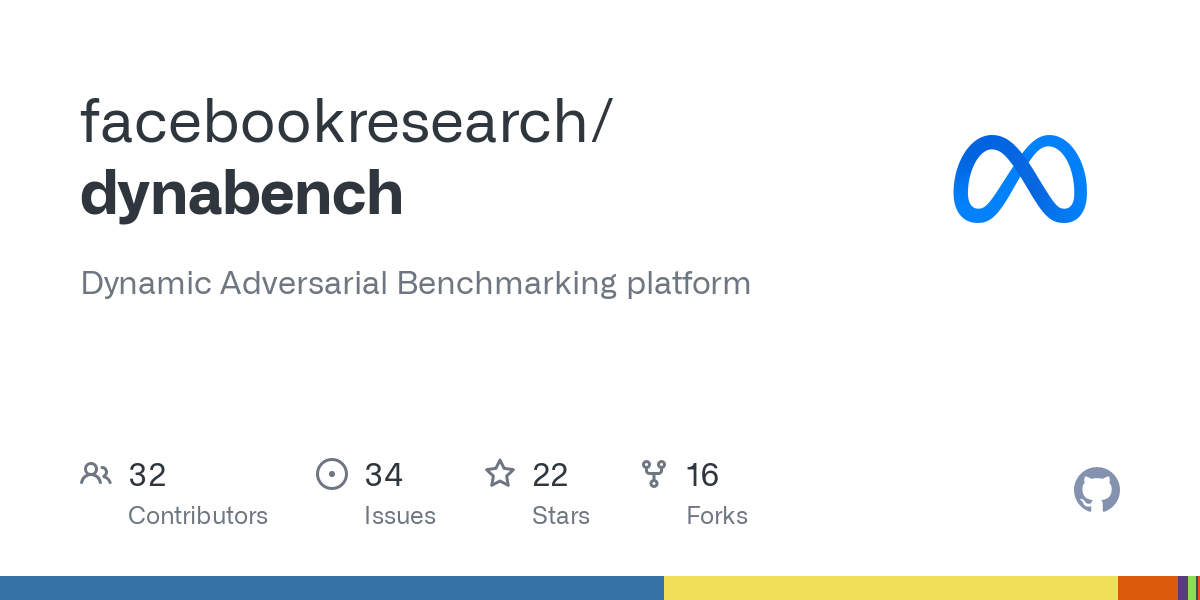 facebookresearch/
dynabench
Dynamic Adversarial Benchmarking platform
32 34 22 16
Contributors Issues Stars Forks